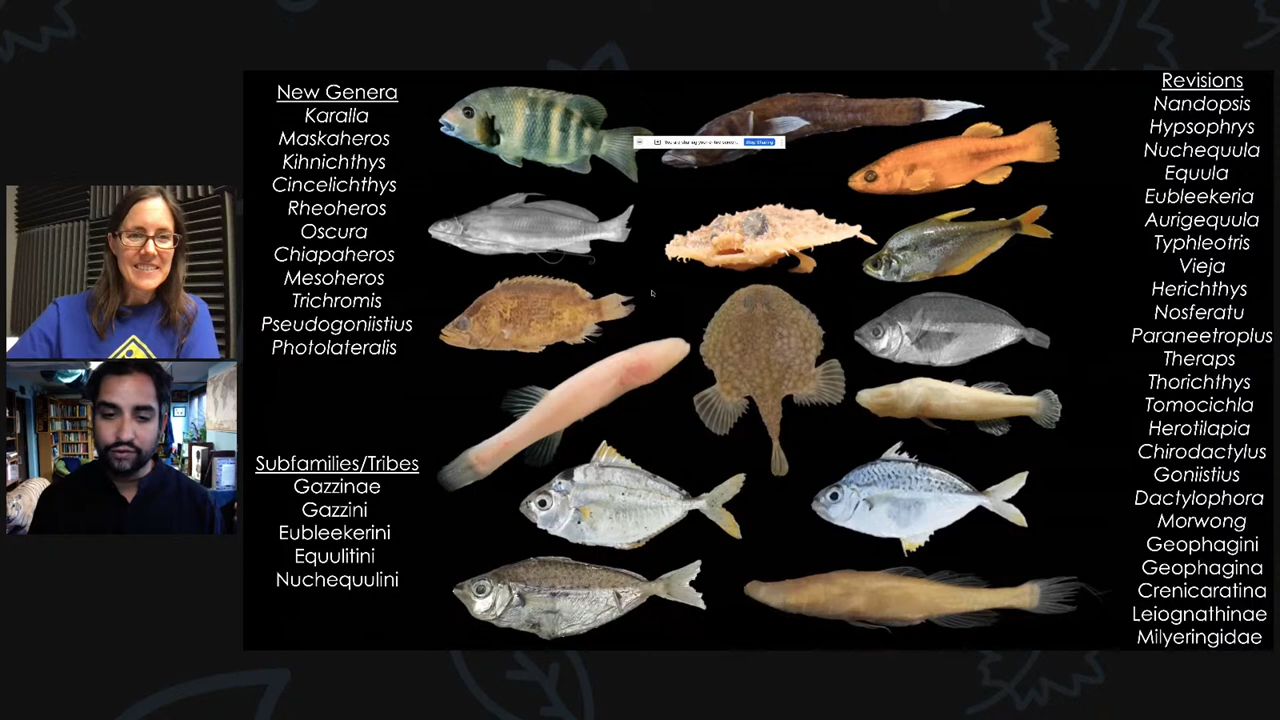 New Genera
Karalla
Maskaheros
Kihnichthys
Cincelichthys
Rheoheros
Oscura
Chiapaheros
Mesoheros
Trichromis
Pseudogoniistius
Photolateralis
Subfamilies/Tribes
Gazzinae
Gazzini
Eubleekerini
Equulitini
Nuchequulini
Stop Sharing
Revisions
Nandopsis
Hypsophrys
Nuchequula
Equula
Eubleekeria
Aurigequula
Typhleotris
Vieja
Herichthys
Nosferatu
Paraneetroplus
Theraps
Thorichthys
Tomocichla
Herotilapia
Chirodactylus
Goniistius
Dactylophora
Morwong
Geophagini
Geophagina
Crenicaratina
Leiognathinae
Milyeringidae